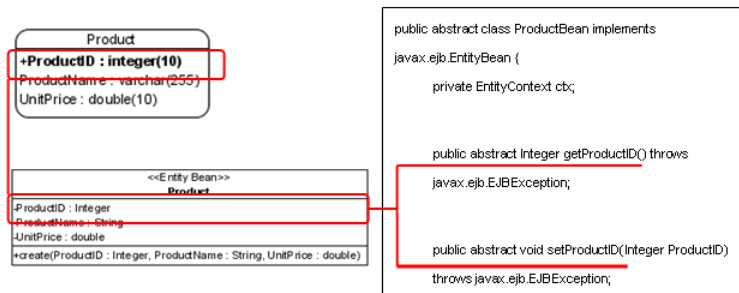 Product
+ProductID : integer(10)
ProductName : varchar(255)
UnitPrice : double(10)
<<Entity Bean>>
Product
-ProductID : Integer
-ProductName : String
-UnitPrice : double
+create(ProductID : Integer, ProductName : String, UnitPrice : double)
public abstract class ProductBean implements
javax.ejb.EntityBean {
private EntityContext ctx;
public abstract Integer getProductID() throws
javax.ejb.EJBException;
public abstract void setProductID(Integer ProductID)
throws javax.ejb.EJBException;